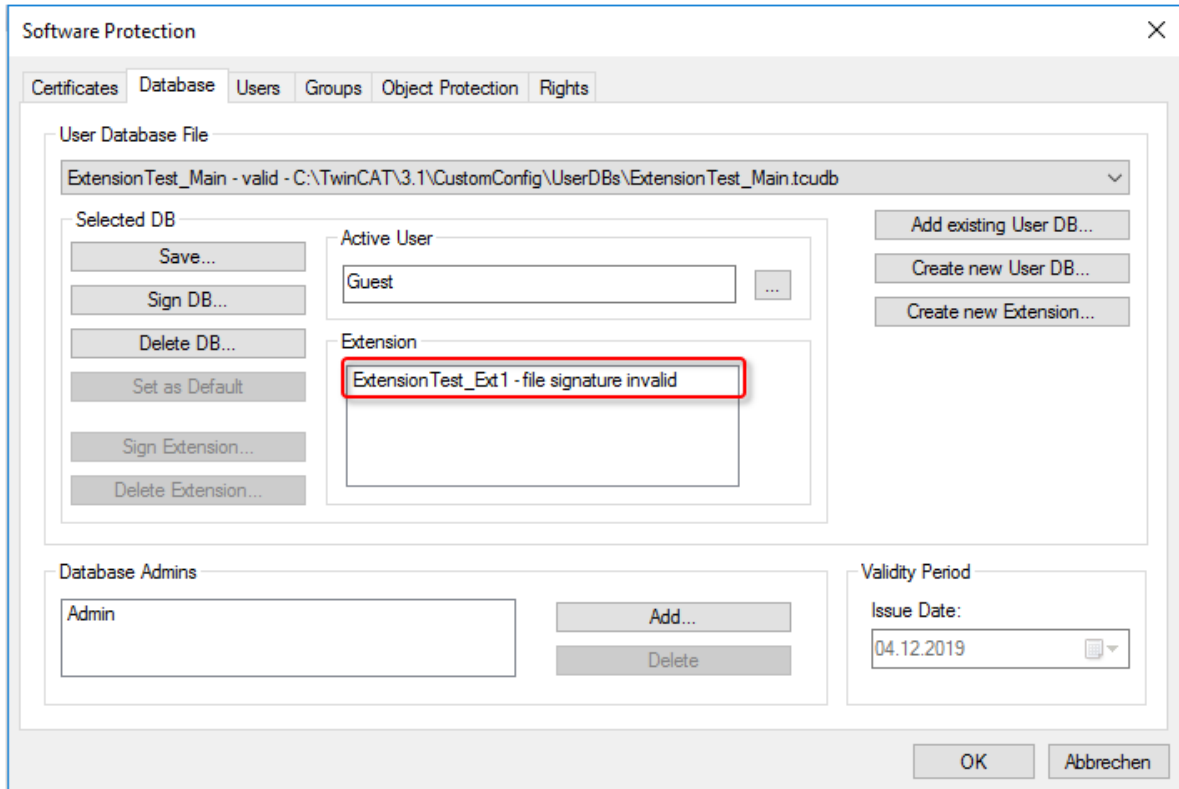 Software Protection
Certificates Database Users Groups Object Protection Rights
User Database File
ExtensionTest_Main - valid - C:\TwinCAT\3.1\CustomConfig\UserDBs\ExtensionTest_Main.tcudb
Selected DB
Save...
Sign DB...
Delete DB...
Set as Default
Sign Extension...
Delete Extension...
Active User
Guest
...
Extension
ExtensionTest_Ext1 - file signature invalid
Add existing User DB...
Create new User DB...
Create new Extension...
Database Admins
Admin
Add...
Delete
Validity Period
Issue Date:
04.12.2019
OK Abbrechen